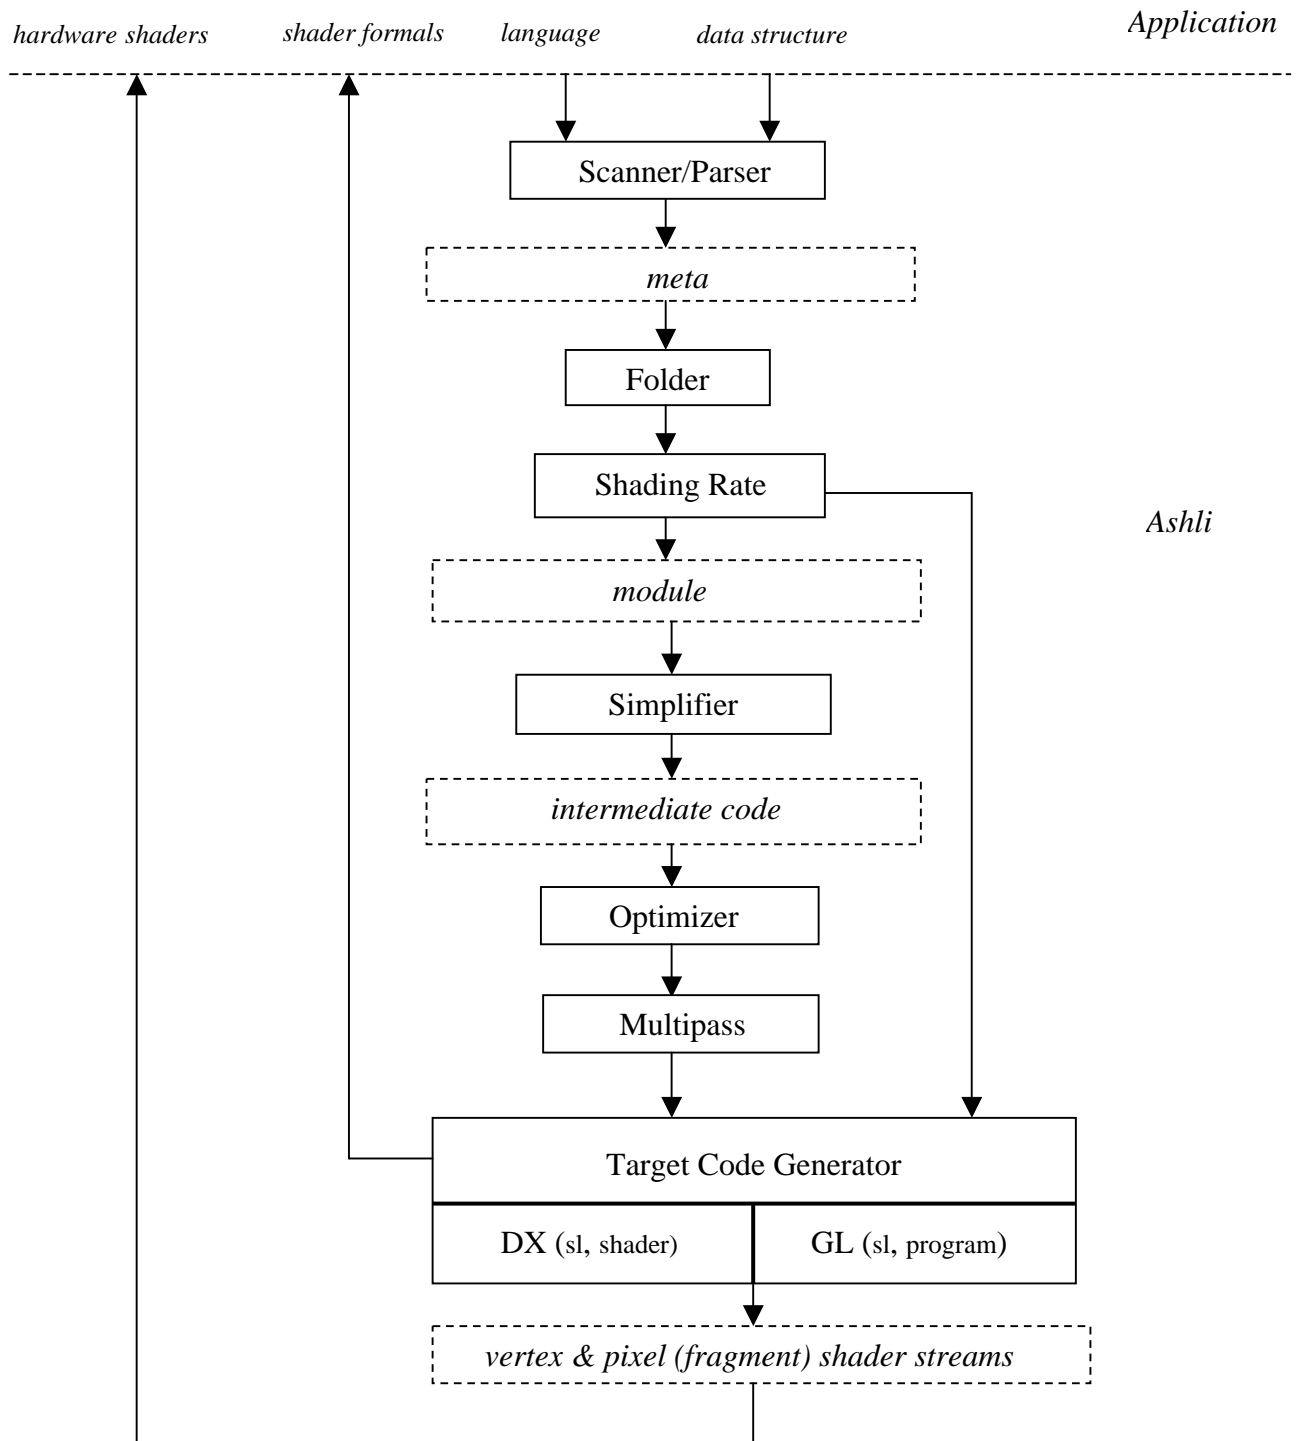 hardware shaders
shader formals
language
data structure
Application
Scanner/Parser
meta
Folder
Shading Rate
Ashli
module
Simplifier
intermediate code
Optimizer
Multipass
Target Code Generator
DX (sl, shader)
GL (sl, program)
vertex & pixel (fragment) shader streams